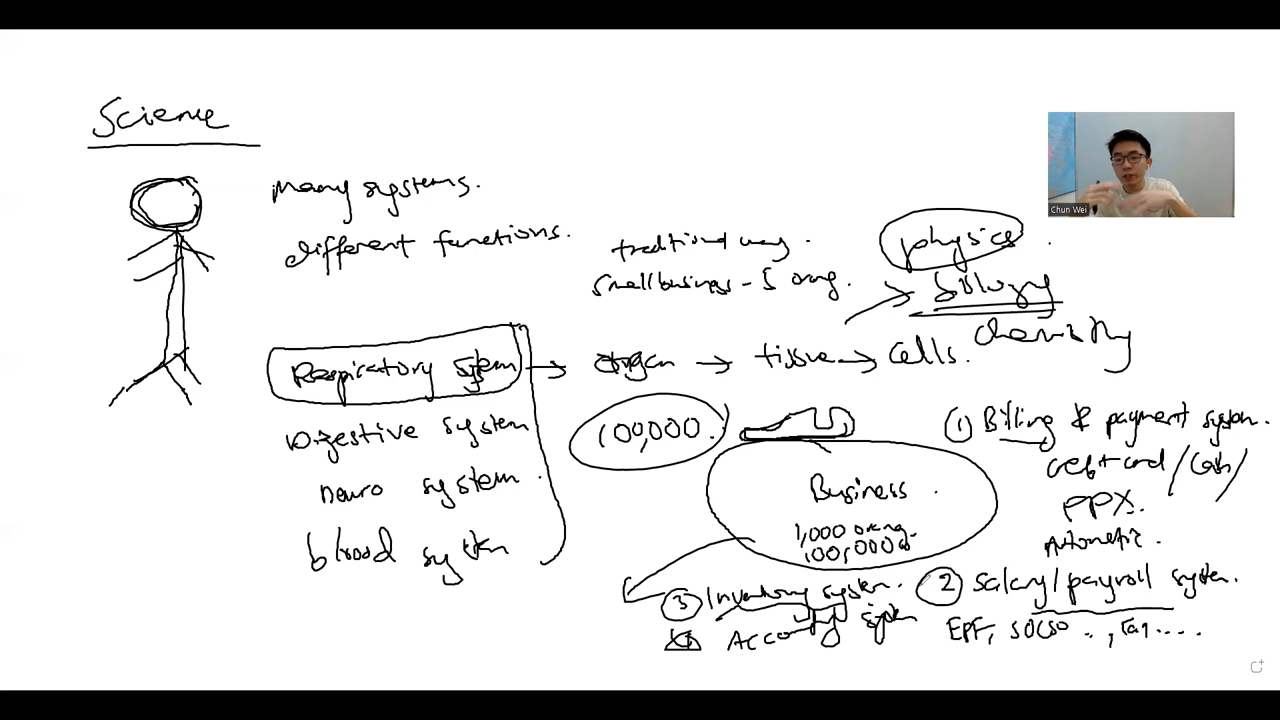 Science
many systems.
different functions.
traditional way.
small business - 5 orang.
physics
biology
chemistry
Respiratory system → organ → tissue → cells.
Digestive system
neuro system
blood system
100,000
Business
1,000 orang
100,000
① Billing & payment system.
credit card / cash /
Automatic.
② Salary/payroll system.
EPF, SOCSO
③ Inventory system.
system
Chun Wei